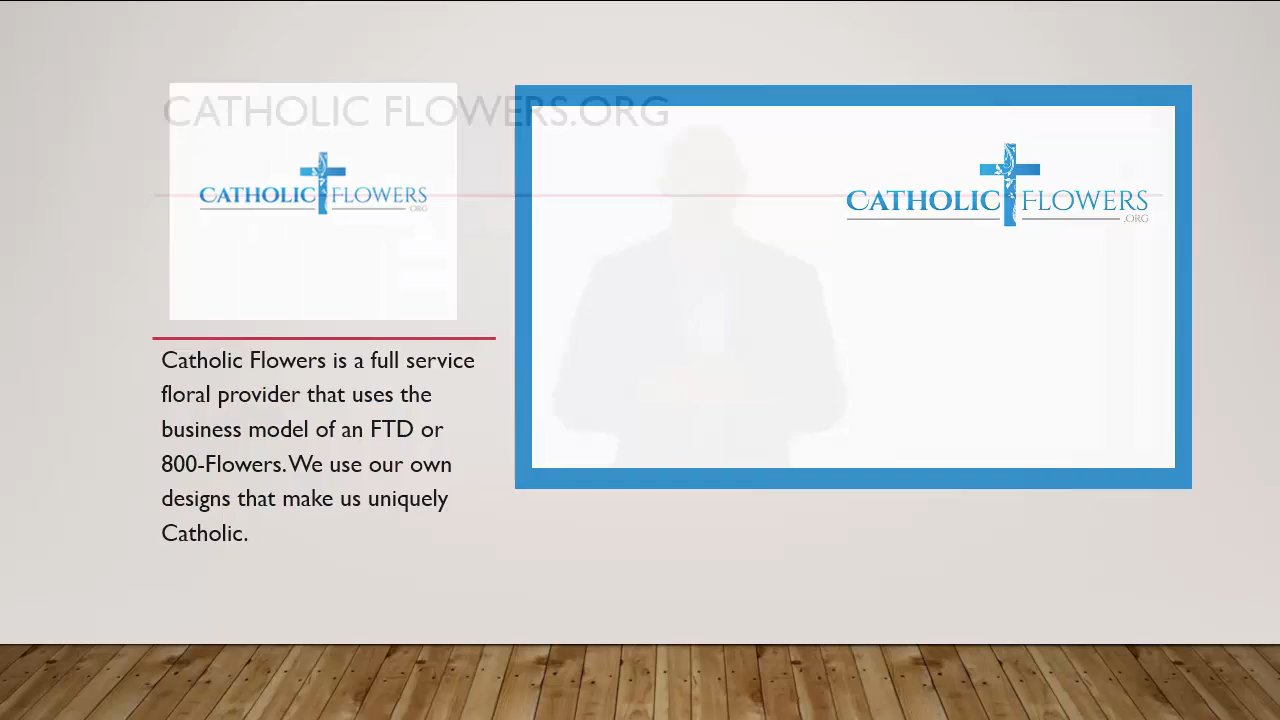 CATHOLIC FLOWERS.ORG
CATHOLIC FLOWERS
.ORG
CATHOLIC FLOWERS
.ORG
Catholic Flowers is a full service
floral provider that uses the
business model of an FTD or
800-Flowers. We use our own
designs that make us uniquely
Catholic.